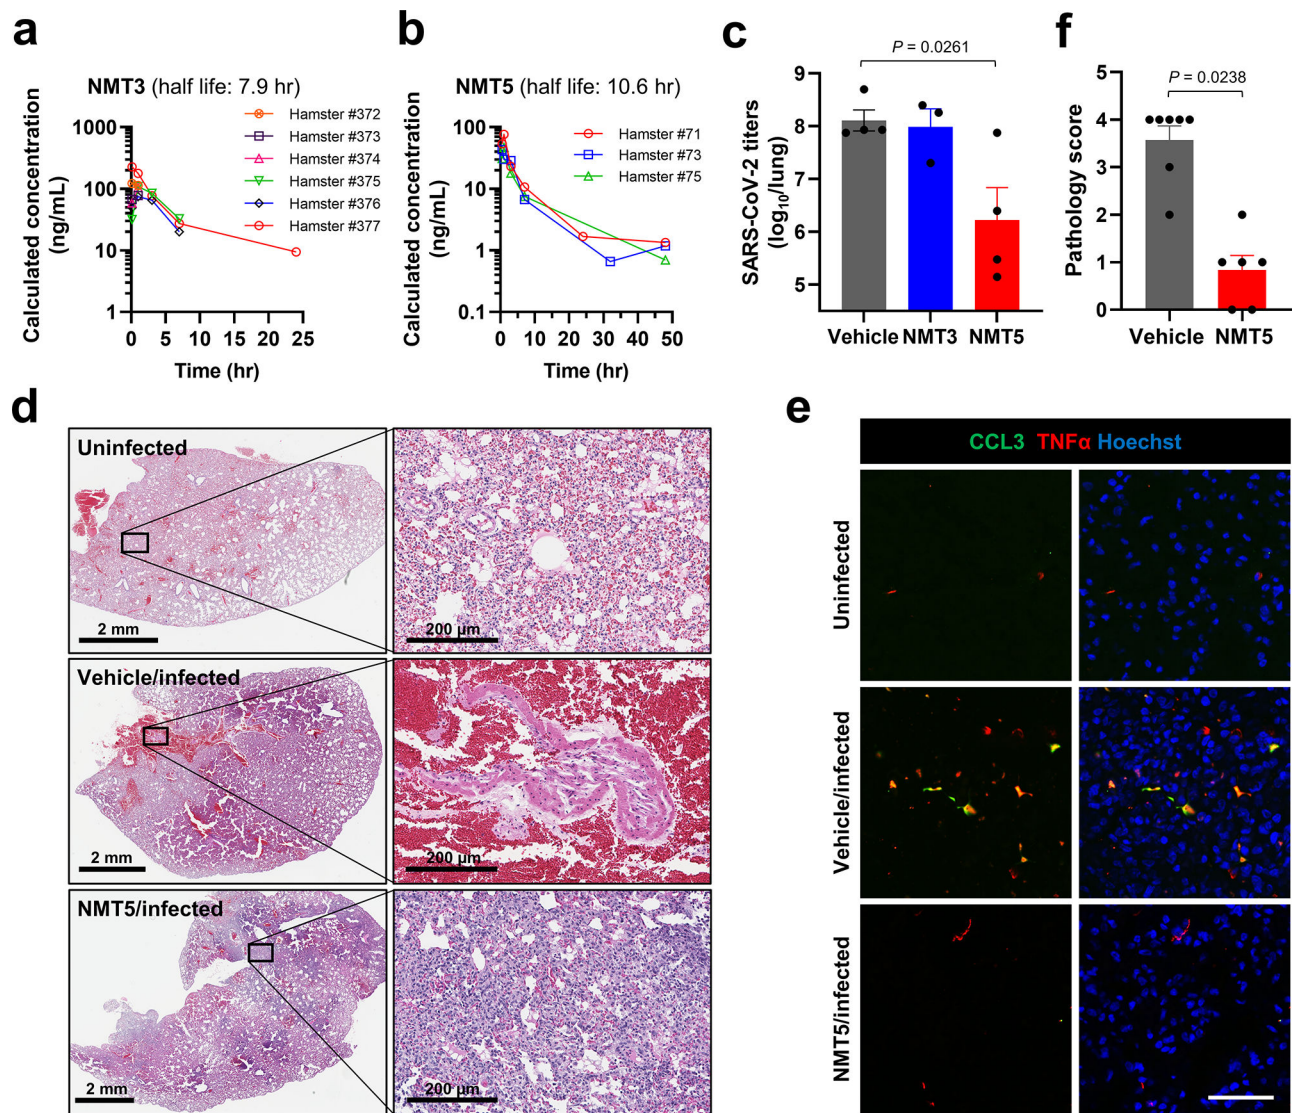 a
NMT3 (half life: 7.9 hr)
Calculated concentration
(ng/mL)
1000
100
10
1
0 5 10 15 20 25
Time (hr)
Hamster #372
Hamster #373
Hamster #374
Hamster #375
Hamster #376
Hamster #377
b
NMT5 (half life: 10.6 hr)
Calculated concentration
(ng/mL)
100
10
1
0.1
0 10 20 30 40 50
Time (hr)
Hamster #71
Hamster #73
Hamster #75
c
P = 0.0261
SARS-CoV-2 titers
(log10/lung)
9
8
7
6
5
Vehicle NMT3 NMT5
f
P = 0.0238
Pathology score
5
4
3
2
1
0
Vehicle NMT5
d
Uninfected
2 mm
200 µm
Vehicle/infected
2 mm
200 µm
NMT5/infected
2 mm
200 µm
e
CCL3 TNFα Hoechst
Uninfected
Vehicle/infected
NMT5/infected